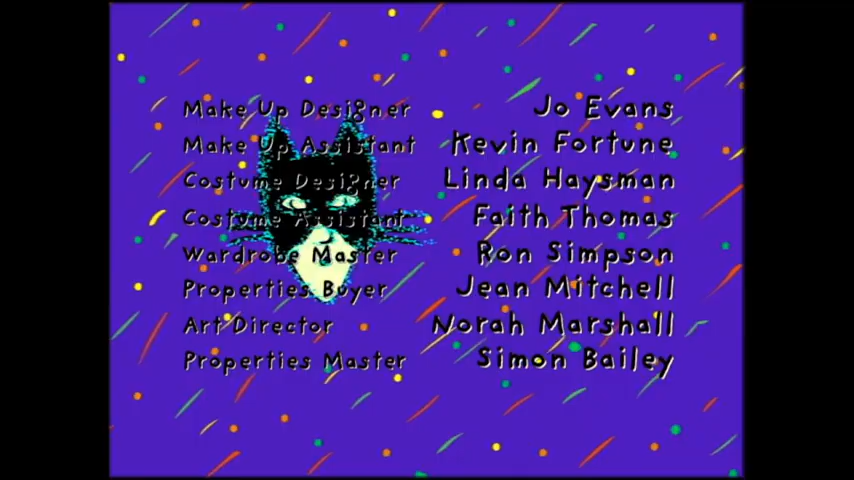 Make Up Designer Jo Evans
Make Up Assistant Kevin Fortune
Costume Designer Linda Haysman
Costume Assistant Faith Thomas
Wardrobe Master Ron Simpson
Properties Buyer Jean Mitchell
Art Director Norah Marshall
Properties Master Simon Bailey